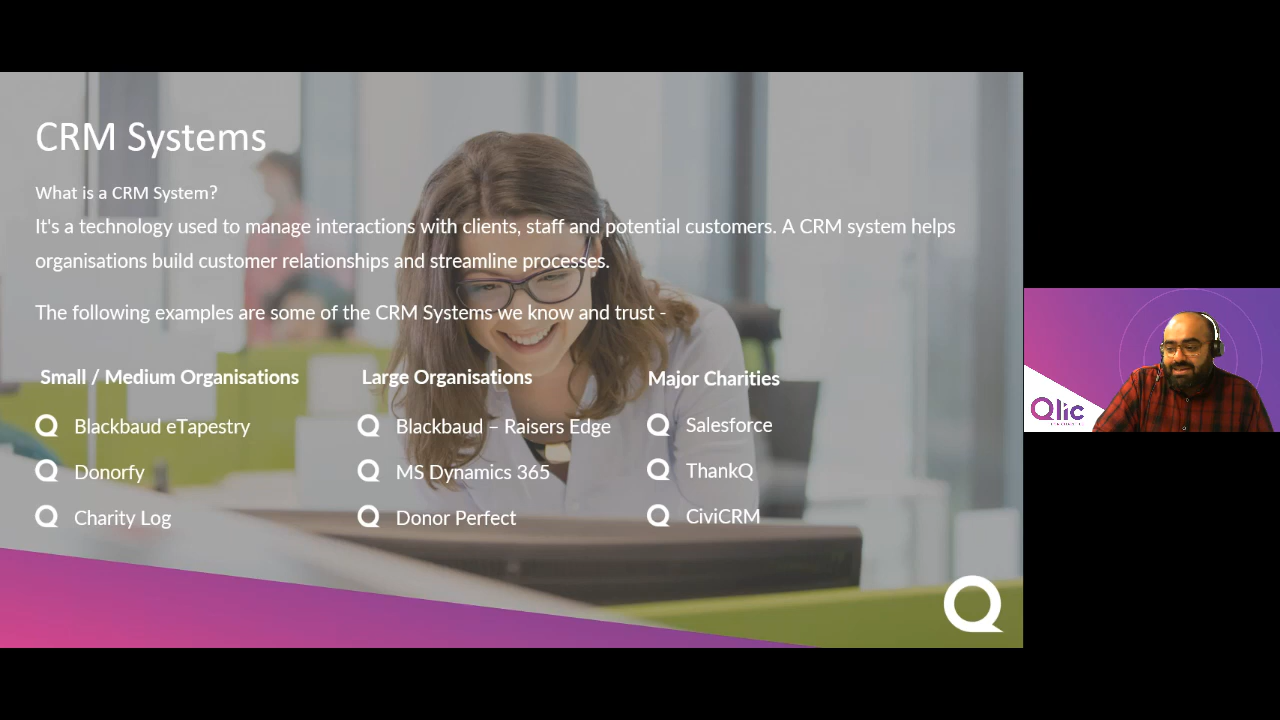 CRM Systems
What is a CRM System?
It's a technology used to manage interactions with clients, staff and potential customers. A CRM system helps
organisations build customer relationships and streamline processes.
The following examples are some of the CRM Systems we know and trust -
Small / Medium Organisations
Blackbaud eTapestry
Donorfy
Charity Log
Large Organisations
Blackbaud – Raisers Edge
MS Dynamics 365
Donor Perfect
Major Charities
Salesforce
ThankQ
CiviCRM
Qlic